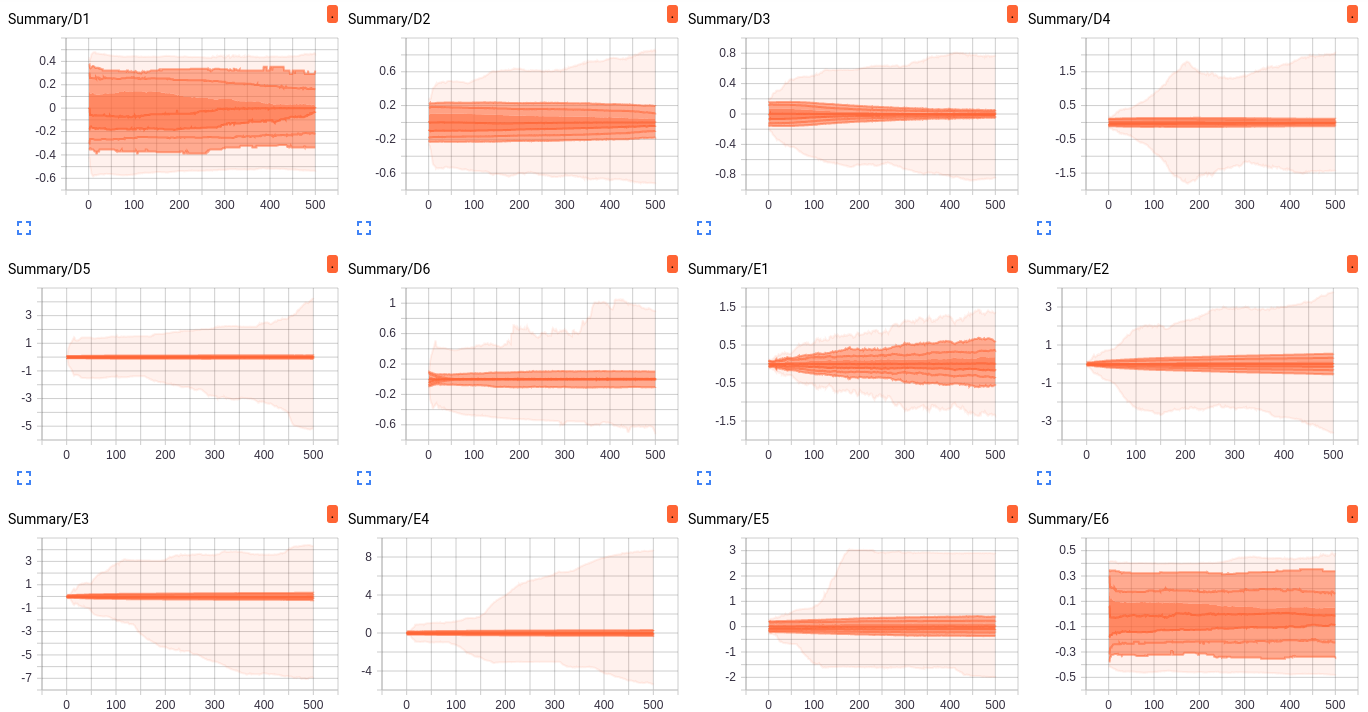 Summary/D1 . Summary/D2 . Summary/D3 . Summary/D4 .
0.4 0.6 0.8 1.5
0.2 0.2 0.4 0.5
0 -0.2 0 -0.5
-0.2 -0.6 -0.4 -1.5
-0.4 -0.8
-0.6
0 100 200 300 400 500 0 100 200 300 400 500 0 100 200 300 400 500 0 100 200 300 400 500
Summary/D5 . Summary/D6 . Summary/E1 . Summary/E2 .
3 1 1.5 3
1 0.6 0.5 1
-1 0.2 -0.5 -1
-3 -0.2 -1.5 -3
-5 -0.6
0 100 200 300 400 500 0 100 200 300 400 500 0 100 200 300 400 500 0 100 200 300 400 500
Summary/E3 . Summary/E4 . Summary/E5 . Summary/E6 .
3 8 3 0.5
1 4 2 0.3
-1 0 1 0.1
-3 -4 0 -0.1
-5 -1 -0.3
-7 -2 -0.5
0 100 200 300 400 500 0 100 200 300 400 500 0 100 200 300 400 500 0 100 200 300 400 500